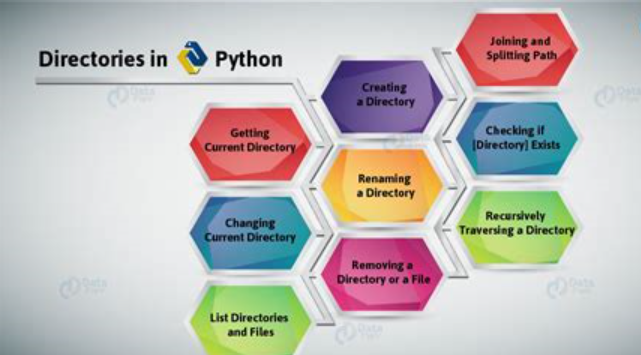 Directories in Python
Getting
Current Directory
Changing
Current Directory
List Directories
and Files
Creating
a Directory
Renaming
a Directory
Removing a
Directory or a File
Joining and
Splitting Path
Checking if
[Directory] Exists
Recursively
Traversing a Directory